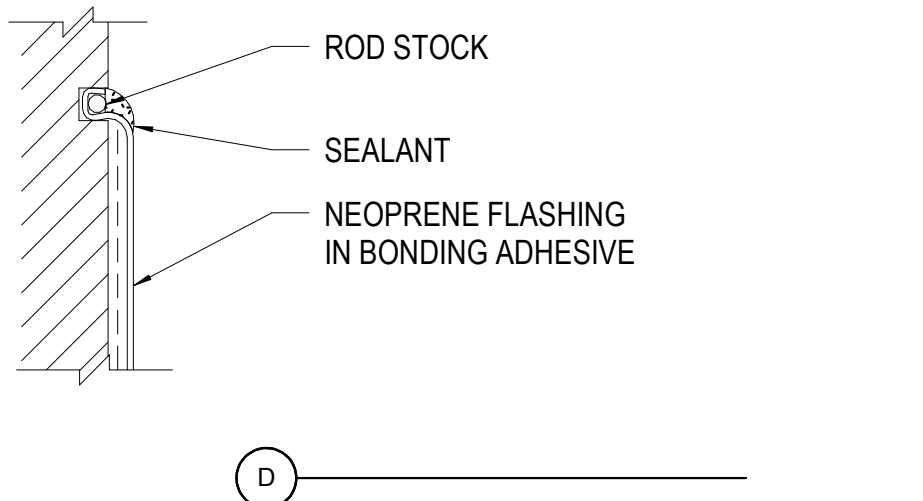 ROD STOCK
SEALANT
NEOPRENE FLASHING
IN BONDING ADHESIVE
D